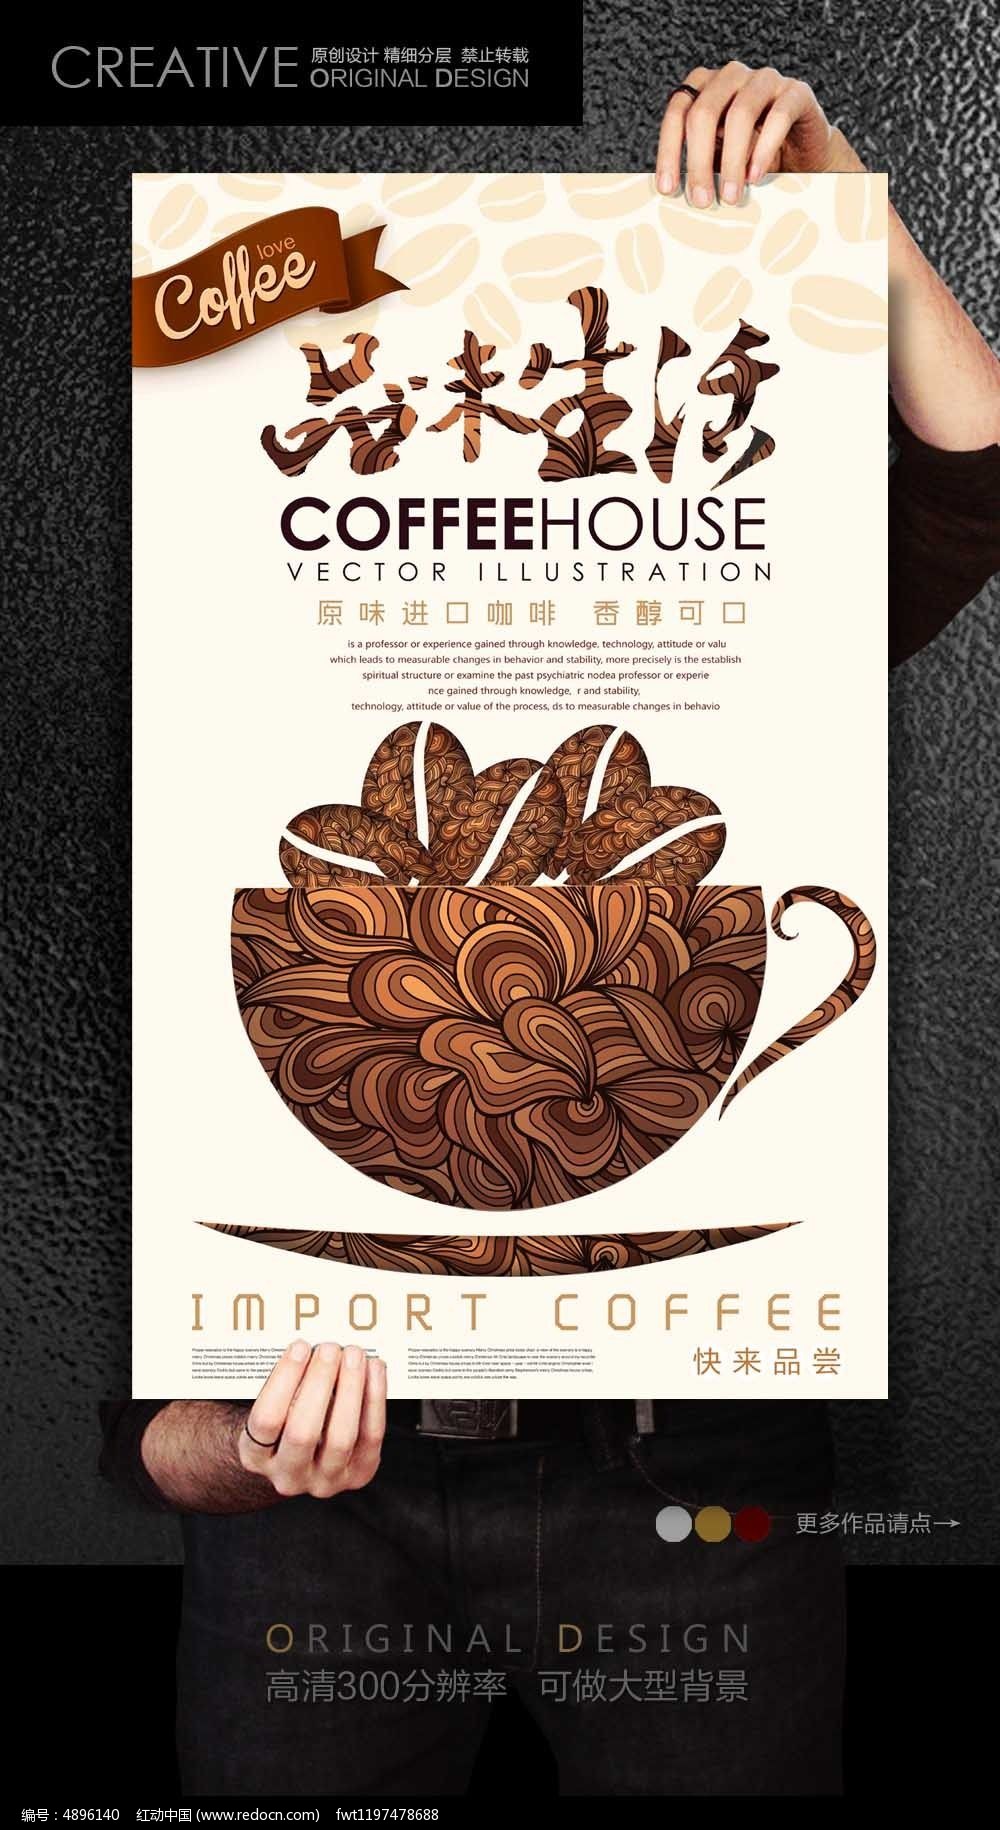 CREATIVE
原创设计 精细分层 禁止转载
ORIGINAL DESIGN
love
Coffee
品味生活
COFFEEHOUSE
VECTOR ILLUSTRATION
原味进口咖啡 香醇可口
is a professor or experience gained through knowledge, technology, attitude or valu
which leads to measurable changes in behavior and stability, more precisely is the establish
spiritual structure or examine the past psychiatric nodea professor or experie
nce gained through knowledge, r and stability,
technology, attitude or value of the process, ds to measurable changes in behavio
IMPORT COFFEE
快来品尝
更多作品请点→
ORIGINAL DESIGN
高清300分辨率 可做大型背景
编号：4896140 红动中国 (www.redocn.com) fwt1197478688